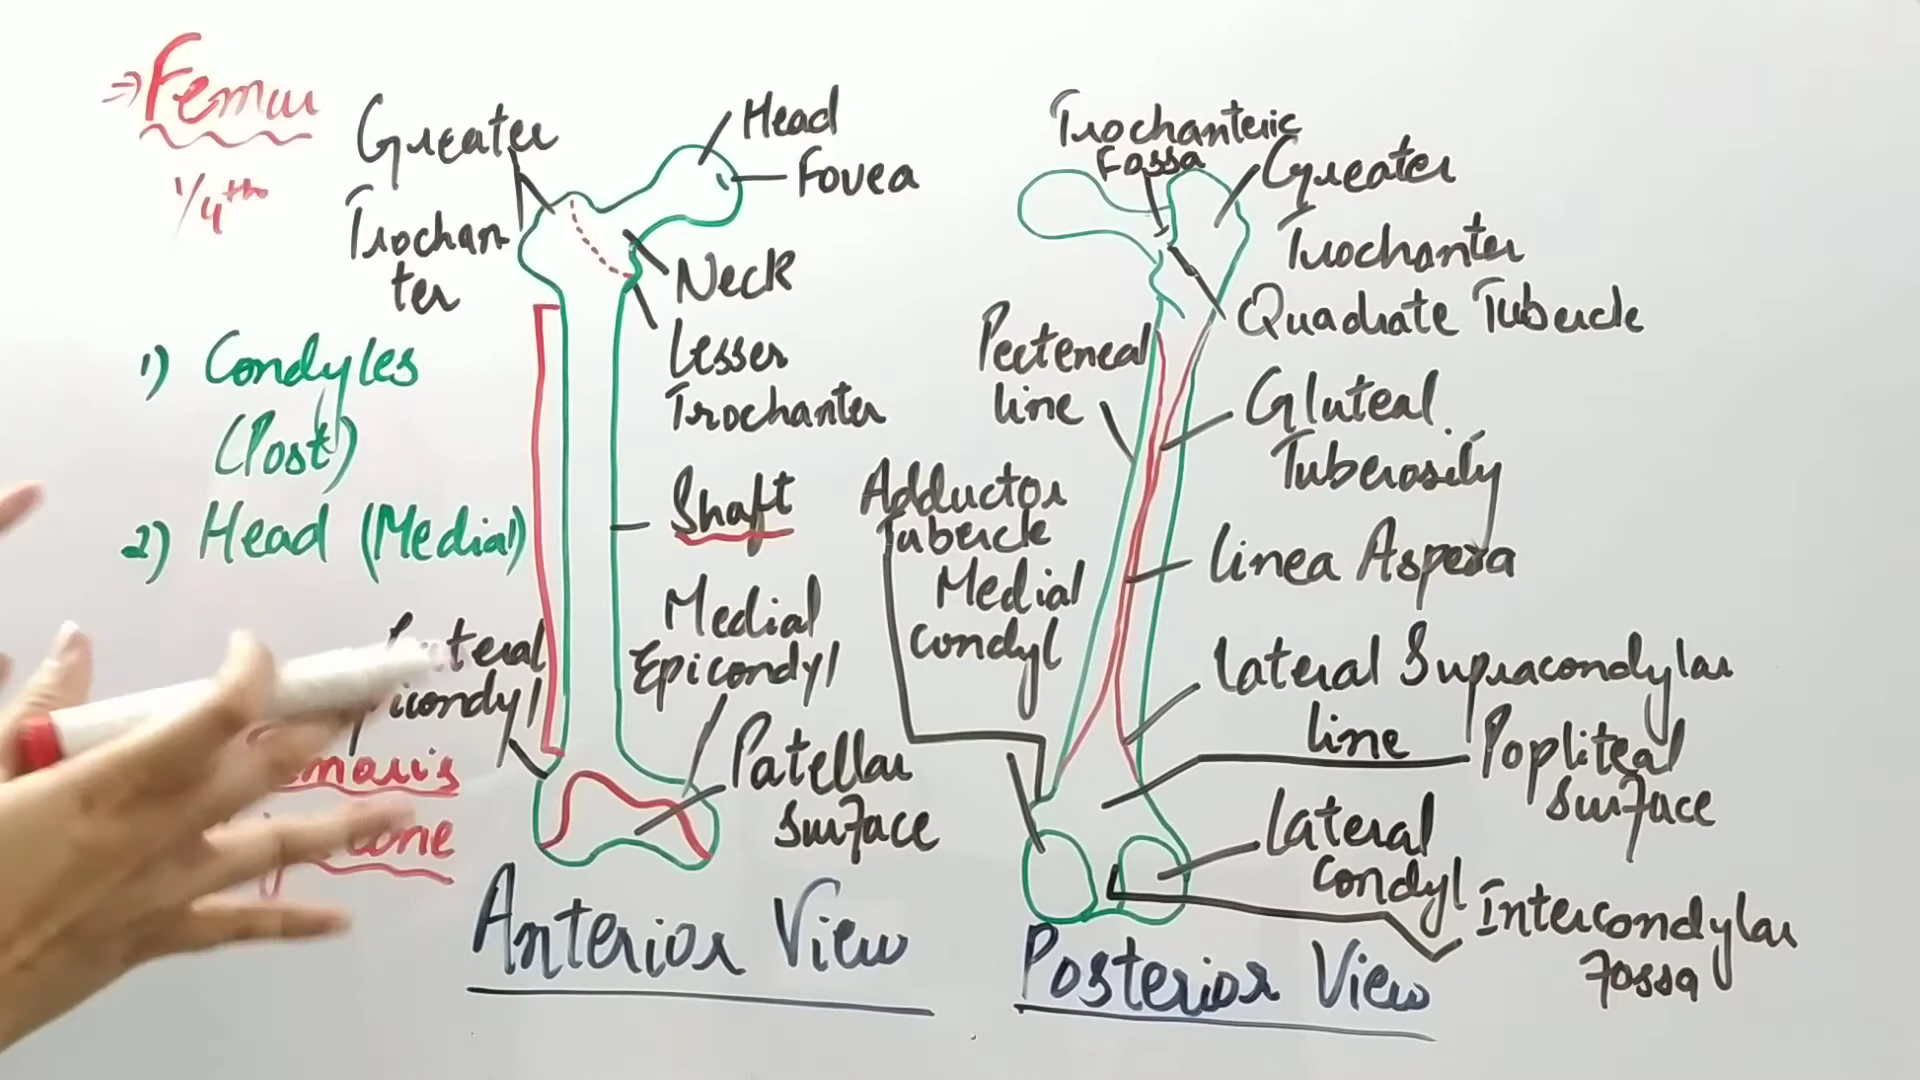 ⇒ Femur
1/4th
1) Condyles
(Post)
2) Head (Medial)
Greater
Trochan
ter
Head
Fovea
Neck
Lesser
Trochanter
Shaft
Medial
Epicondyl
Lateral
Patellar
Surface
Anterior View
Trochanteric
Fossa
Greater
Trochanter
Quadrate Tubercle
Pecteneal
line
Gluteal
Tuberosity
Adductor
Tubercle
Medial
Condyl
Linea Aspera
Lateral Supracondylar
line
Popliteal
Surface
Lateral
Condyl
Intercondylar
Fossa
Posterior View